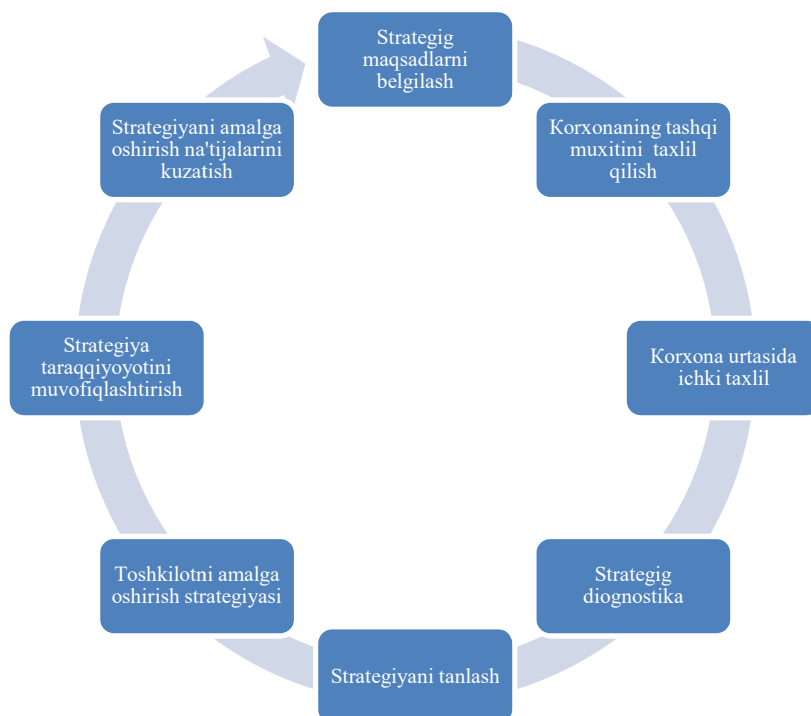 Strategig
maqsadlarni
belgilash
Korxonaning tashqi
muxitini taxlil
qilish
Korxona urtasida
ichki taxlil
Strategig
diognostika
Strategiyani tanlash
Toshkilotni amalga
oshirish strategiyasi
Strategiya
taraqqiyoyotini
muvofiqlashtirish
Strategiyani amalga
oshirish na'tijalarini
kuzatish